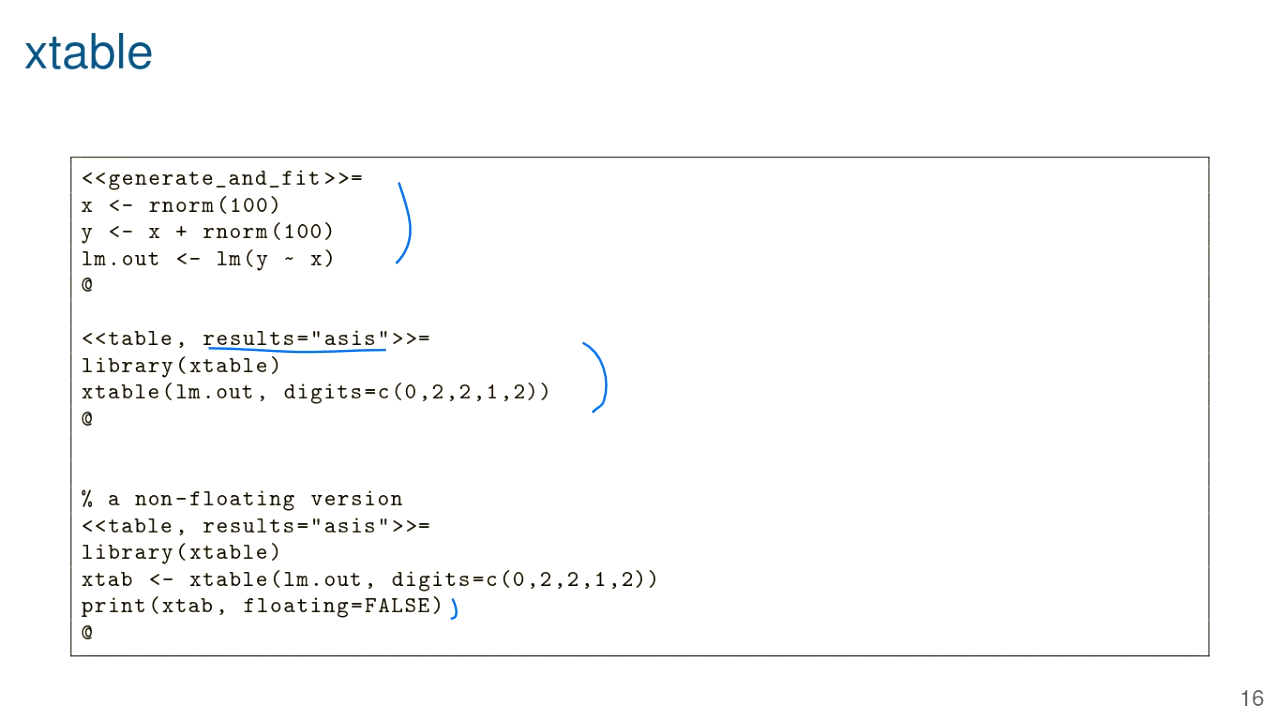 xtable
<<generate_and_fit>>=
x <- rnorm(100)
y <- x + rnorm(100)
lm.out <- lm(y ~ x)
@
<<table, results="asis">>=
library(xtable)
xtable(lm.out, digits=c(0,2,2,1,2))
@
% a non-floating version
<<table, results="asis">>=
library(xtable)
xtab <- xtable(lm.out, digits=c(0,2,2,1,2))
print(xtab, floating=FALSE)
@
16